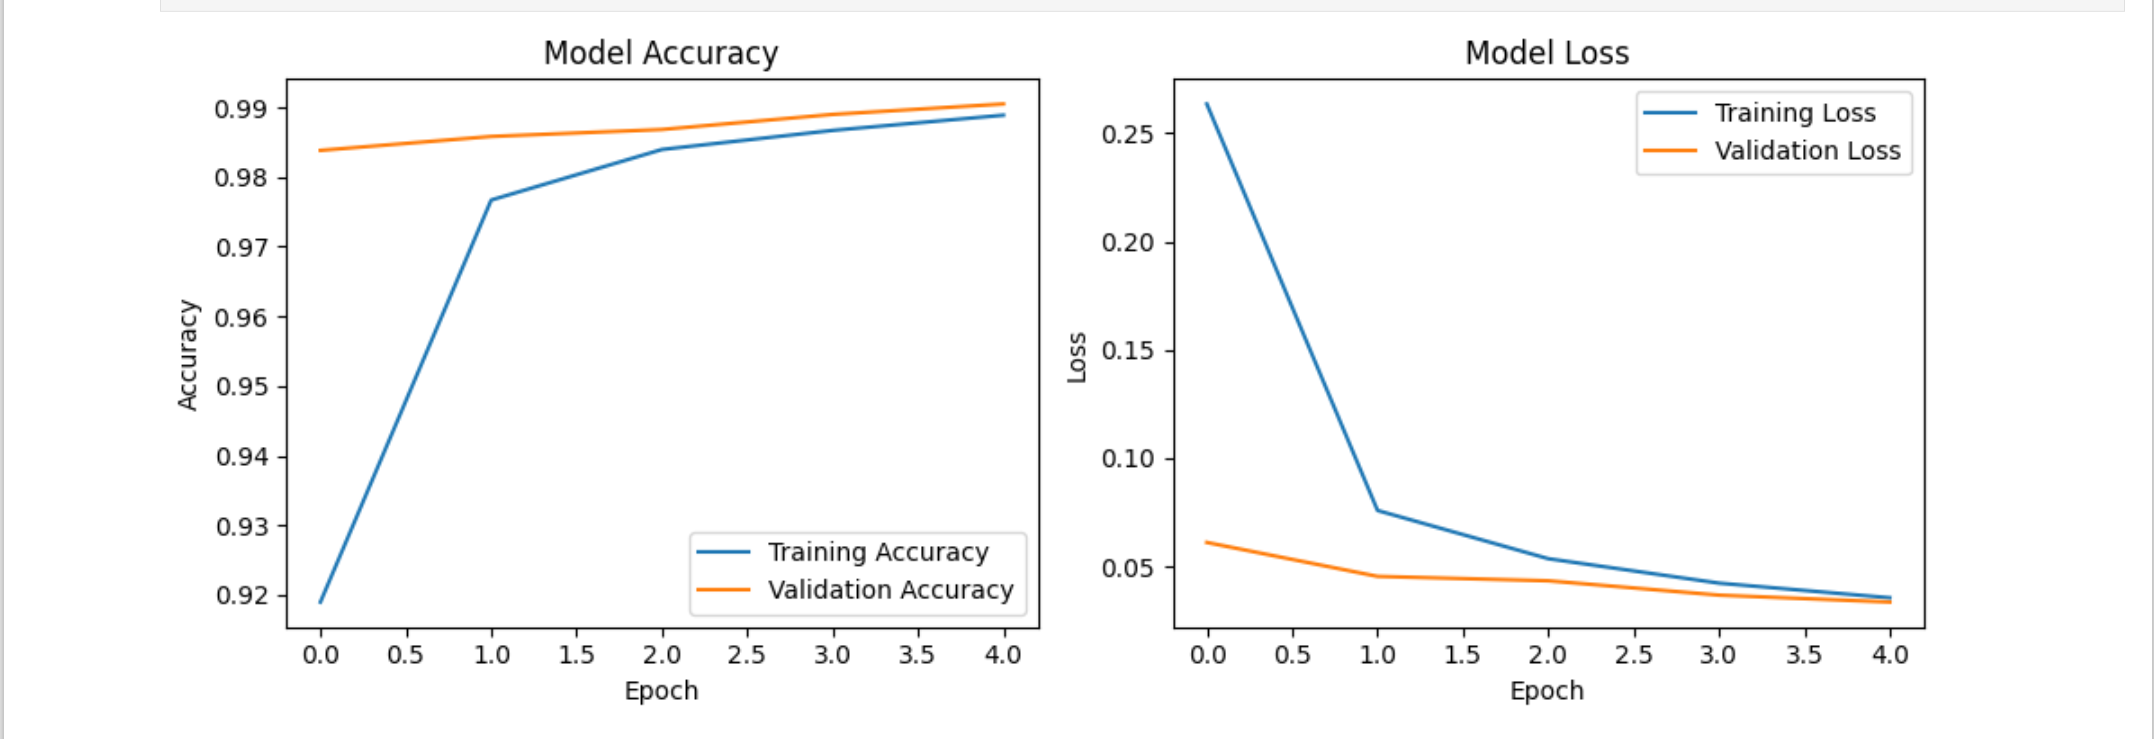 Model Accuracy
0.99
0.98
0.97
0.96
0.95
0.94
0.93
0.92
Accuracy
Training Accuracy
Validation Accuracy
0.0 0.5 1.0 1.5 2.0 2.5 3.0 3.5 4.0
Epoch
Model Loss
Training Loss
Validation Loss
0.25
0.20
0.15
0.10
0.05
Loss
0.0 0.5 1.0 1.5 2.0 2.5 3.0 3.5 4.0
Epoch